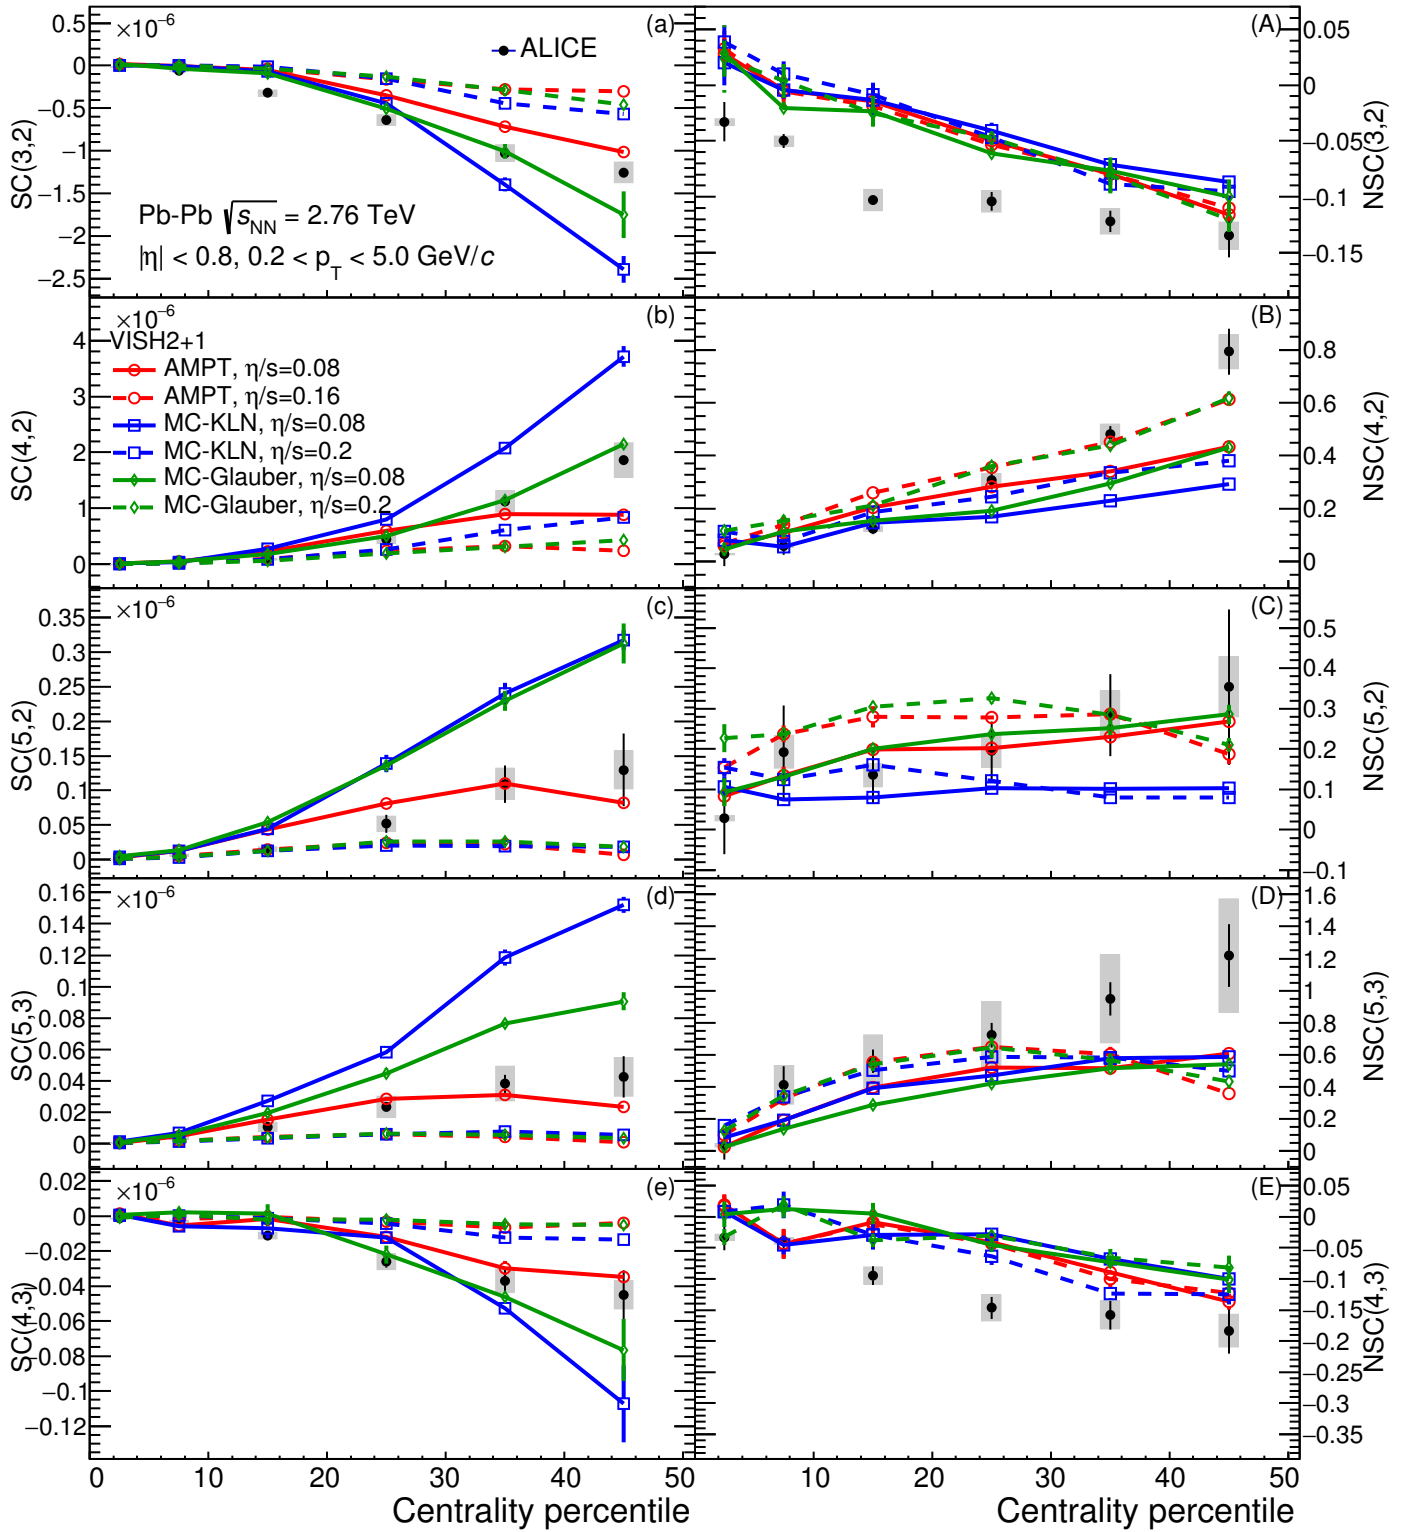 ×10⁻⁶
(a)
ALICE
0.5
0
−0.5
−1
−1.5
−2
−2.5
SC(3,2)
Pb-Pb √s_NN = 2.76 TeV
|η| < 0.8, 0.2 < p_T < 5.0 GeV/c
(A)
0.05
0
−0.05
−0.1
−0.15
NSC(3,2)
×10⁻⁶
(b)
4
3
2
1
0
SC(4,2)
VISH2+1
AMPT, η/s=0.08
AMPT, η/s=0.16
MC-KLN, η/s=0.08
MC-KLN, η/s=0.2
MC-Glauber, η/s=0.08
MC-Glauber, η/s=0.2
(B)
0.8
0.6
0.4
0.2
0
NSC(4,2)
×10⁻⁶
(c)
0.35
0.3
0.25
0.2
0.15
0.1
0.05
0
SC(5,2)
(C)
0.5
0.4
0.3
0.2
0.1
0
−0.1
NSC(5,2)
×10⁻⁶
(d)
0.16
0.14
0.12
0.1
0.08
0.06
0.04
0.02
0
SC(5,3)
(D)
1.6
1.4
1.2
1
0.8
0.6
0.4
0.2
0
NSC(5,3)
×10⁻⁶
(e)
0.02
0
−0.02
−0.04
−0.06
−0.08
−0.1
−0.12
SC(4,3)
(E)
0.05
0
−0.05
−0.1
−0.15
−0.2
−0.25
−0.3
−0.35
NSC(4,3)
0 10 20 30 40 50
10 20 30 40 50
Centrality percentile
Centrality percentile